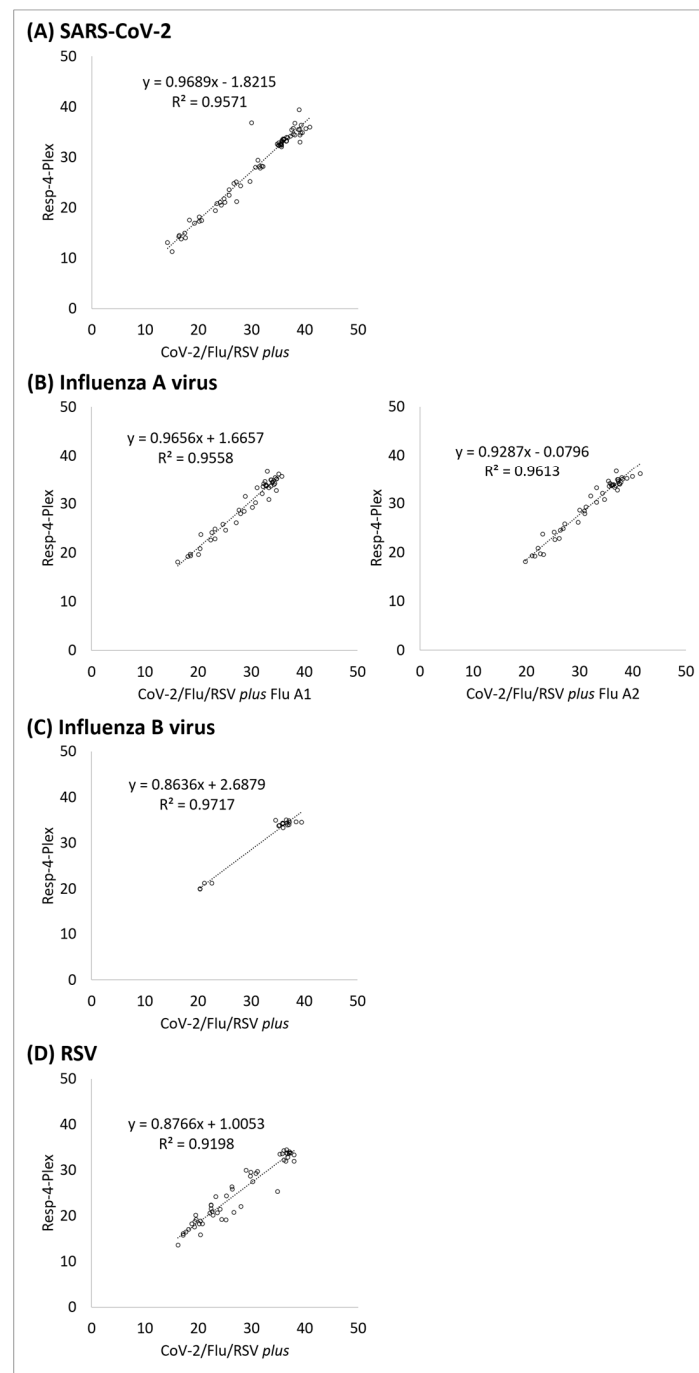 (A) SARS-CoV-2
50
y = 0.9689x - 1.8215
40
R² = 0.9571
30
Resp-4-Plex
20
10
0
0 10 20 30 40 50
CoV-2/Flu/RSV plus
(B) Influenza A virus
50
y = 0.9656x + 1.6657
40
R² = 0.9558
30
Resp-4-Plex
20
10
0
0 10 20 30 40 50
CoV-2/Flu/RSV plus Flu A1
50
40
y = 0.9287x - 0.0796
R² = 0.9613
30
Resp-4-Plex
20
10
0
0 10 20 30 40 50
CoV-2/Flu/RSV plus Flu A2
(C) Influenza B virus
50
y = 0.8636x + 2.6879
40
R² = 0.9717
30
Resp-4-Plex
20
10
0
0 10 20 30 40 50
CoV-2/Flu/RSV plus
(D) RSV
50
y = 0.8766x + 1.0053
40
R² = 0.9198
30
Resp-4-Plex
20
10
0
0 10 20 30 40 50
CoV-2/Flu/RSV plus